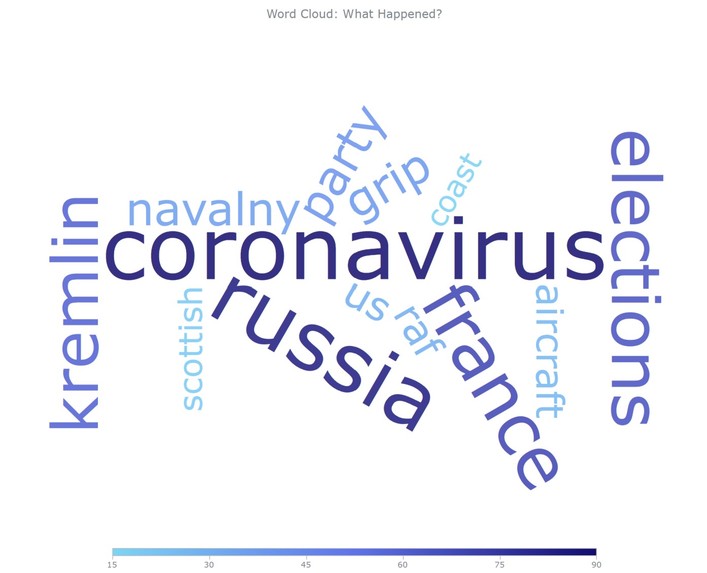 Word Cloud: What Happened?
party
grip
coast
navalny
elections
coronavirus
kremlin
scottish
russia
us
raf
france
aircraft
15 30 45 60 75 90